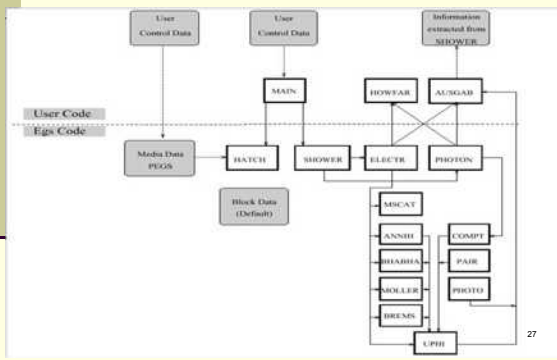 User
Control Data
User
Control Data
Information
extracted from
SHOWER
MAIN
HOWFAR
AUSGAB
User Code
Egs Code
Media Data
PEGS
HATCH
SHOWER
ELECTR
PHOTON
Block Data
(Default)
MSCAT
ANNIH
COMPT
BHABHA
PAIR
MOLLER
PHOTO
BREMS
UPHI
27